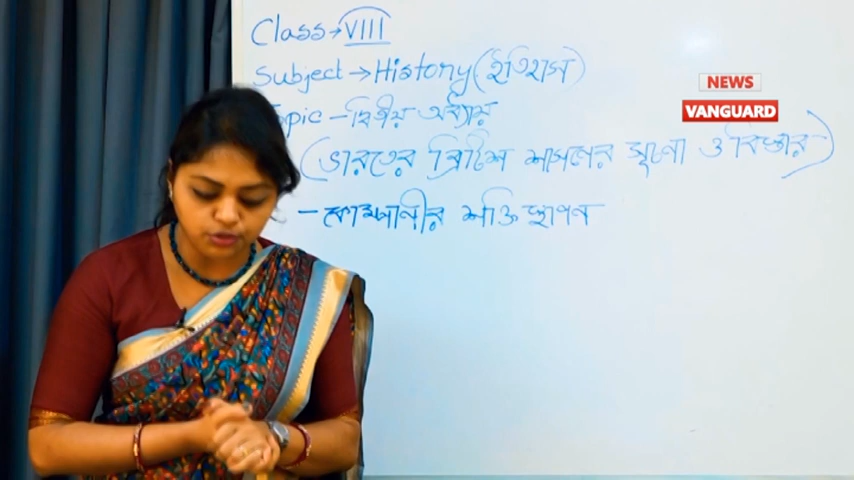 Class→VIII
Subject →History(ইতিহাস)
Topic –দ্বিতীয় অধ্যায়
(ভারতের ব্রিটিশ শাসনের সূচনা ও বিস্তার)
– কোম্পানীর শক্তি স্থাপন
NEWS
VANGUARD